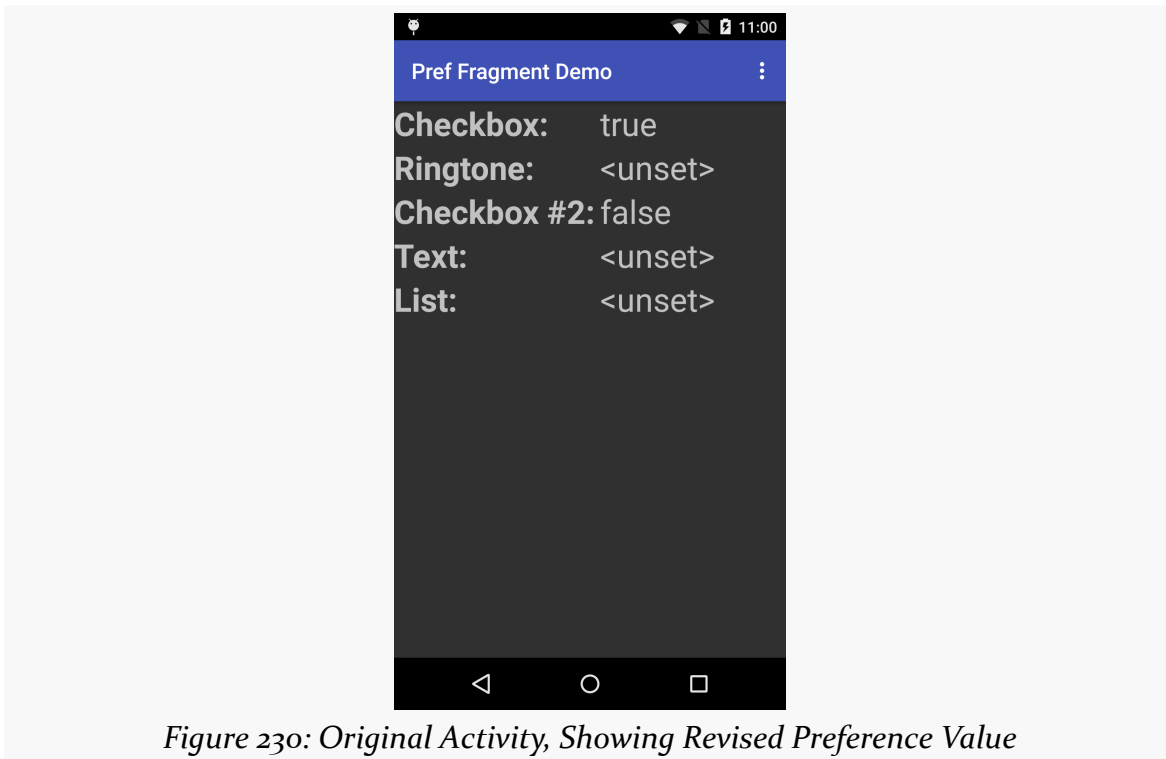 11:00
Pref Fragment Demo
Checkbox: true
Ringtone: <unset>
Checkbox #2: false
Text: <unset>
List: <unset>
Figure 230: Original Activity, Showing Revised Preference Value